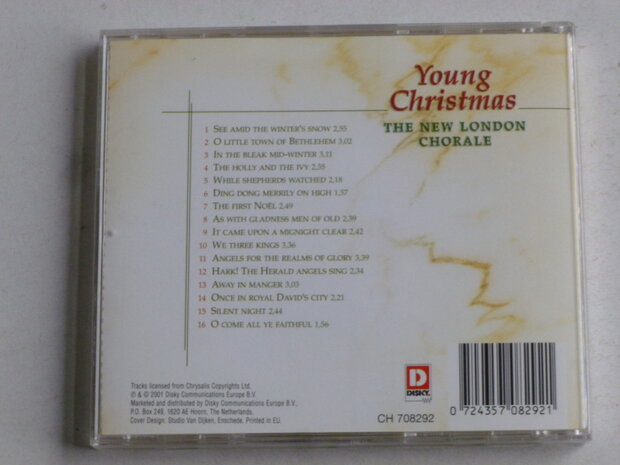 Young
Christmas
THE NEW LONDON
CHORALE
1 SEE AMID THE WINTER'S SNOW 2,55
2 O LITTLE TOWN OF BETHLEHEM 3,02
3 IN THE BLEAK MID-WINTER 3,11
4 THE HOLLY AND THE IVY 2,55
5 WHILE SHEPHERDS WATCHED 2,18
6 DING DONG MERRILY ON HIGH 1,57
7 THE FIRST NOËL 2,49
8 AS WITH GLADNESS MEN OF OLD 2,39
9 IT CAME UPON A MIGNIGHT CLEAR 2,42
10 WE THREE KINGS 3,36
11 ANGELS FOR THE REALMS OF GLORY 3,39
12 HARK! THE HERALD ANGELS SING 2,34
13 AWAY IN MANGER 3,03
14 ONCE IN ROYAL DAVID'S CITY 2,21
15 SILENT NIGHT 2,44
16 O COME ALL YE FAITHFUL 1,56
Tracks licensed from Chrysalis Copyrights Ltd.
℗ & © 2001 Disky Communications Europe B.V.
Marketed and distributed by Disky Communications Europe B.V.,
P.O. Box 249, 1620 AE Hoorn, The Netherlands.
Cover Design: Studio Van Dijken, Enschede. Printed in EU.
D
DISKY
CH 708292
0 724357 082921